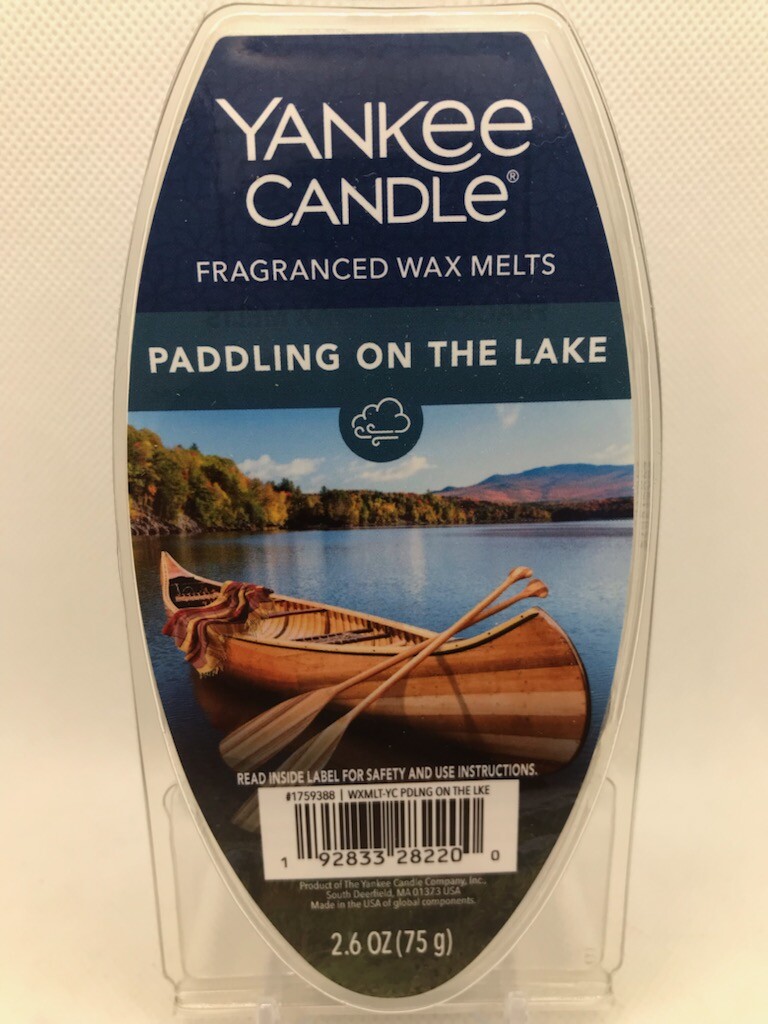 YANKEE
CANDLE®
FRAGRANCED WAX MELTS
PADDLING ON THE LAKE
READ INSIDE LABEL FOR SAFETY AND USE INSTRUCTIONS.
#1759388 | WXMLT-YC PDLNG ON THE LKE
1 92833 28220 0
Product of The Yankee Candle Company, Inc.,
South Deerfield, MA 01373 USA
Made in the USA of global components.
2.6 OZ (75 g)